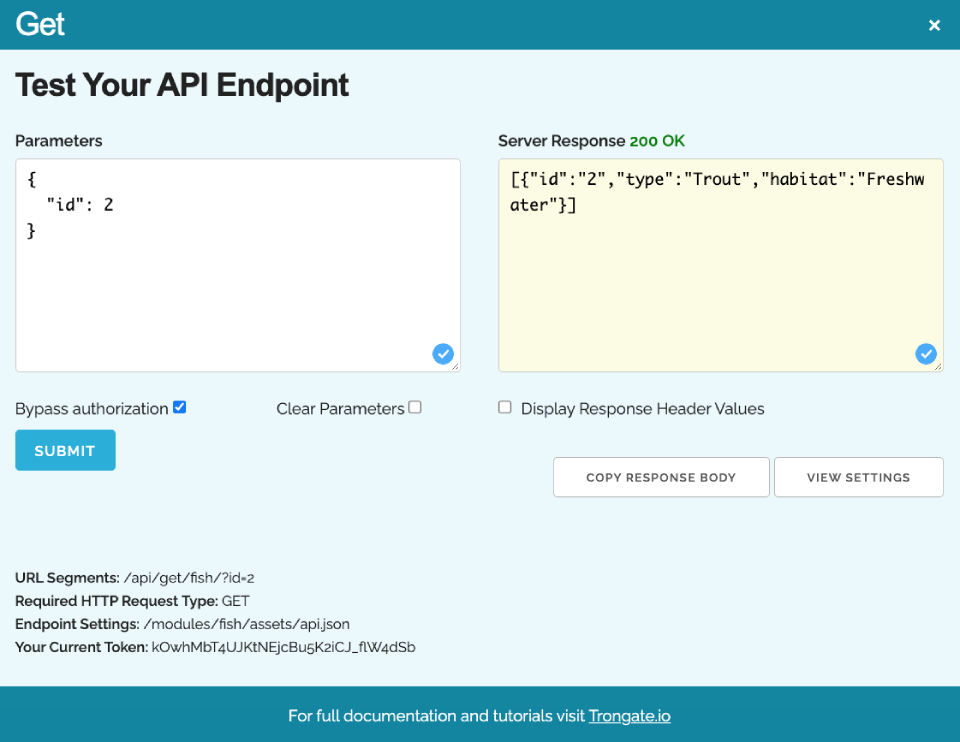 Get
×
Test Your API Endpoint
Parameters
{
"id": 2
}
Server Response 200 OK
[{"id":"2","type":"Trout","habitat":"Freshw
ater"}]
Bypass authorization
Clear Parameters
Display Response Header Values
SUBMIT
COPY RESPONSE BODY
VIEW SETTINGS
URL Segments: /api/get/fish/?id=2
Required HTTP Request Type: GET
Endpoint Settings: /modules/fish/assets/api.json
Your Current Token: kOwhMbT4UJKtNEjcBu5K2iCJ_flW4dSb
For full documentation and tutorials visit Trongate.io